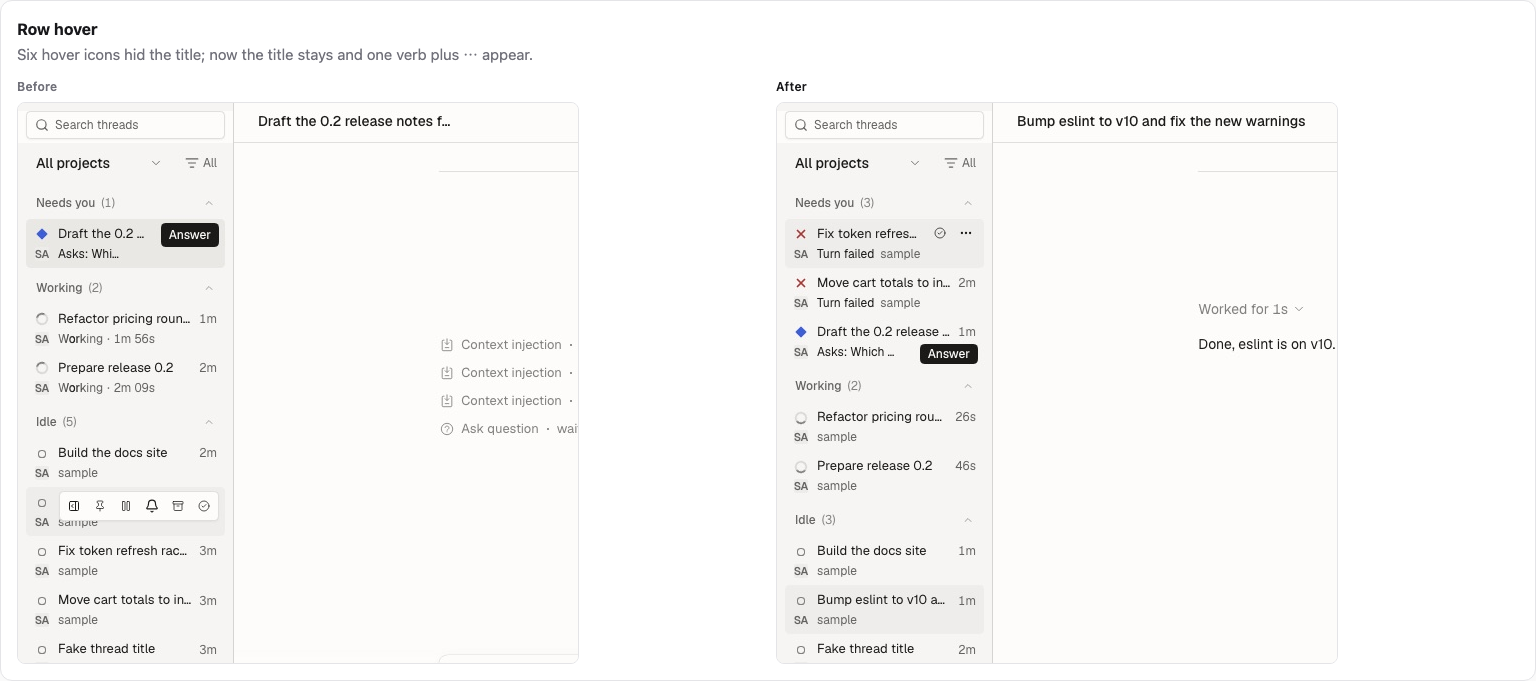 Row hover
Six hover icons hid the title; now the title stays and one verb plus ··· appear.
Before
Search threads
All projects
All
Needs you (1)
Draft the 0.2 …
Answer
SA Asks: Whi…
Working (2)
Refactor pricing roun… 1m
SA Working · 1m 56s
Prepare release 0.2 2m
SA Working · 2m 09s
Idle (5)
Build the docs site 2m
SA sample
SA sample
Fix token refresh rac… 3m
SA sample
Move cart totals to in… 3m
SA sample
Fake thread title 3m
Draft the 0.2 release notes f…
Context injection ·
Context injection ·
Context injection ·
Ask question · wai
After
Search threads
All projects
All
Needs you (3)
Fix token refres… ···
SA Turn failed sample
Move cart totals to in… 2m
SA Turn failed sample
Draft the 0.2 release … 1m
SA Asks: Which … Answer
Working (2)
Refactor pricing rou… 26s
SA sample
Prepare release 0.2 46s
SA sample
Idle (3)
Build the docs site 1m
SA sample
Bump eslint to v10 a… 1m
SA sample
Fake thread title 2m
Bump eslint to v10 and fix the new warnings
Worked for 1s
Done, eslint is on v10.